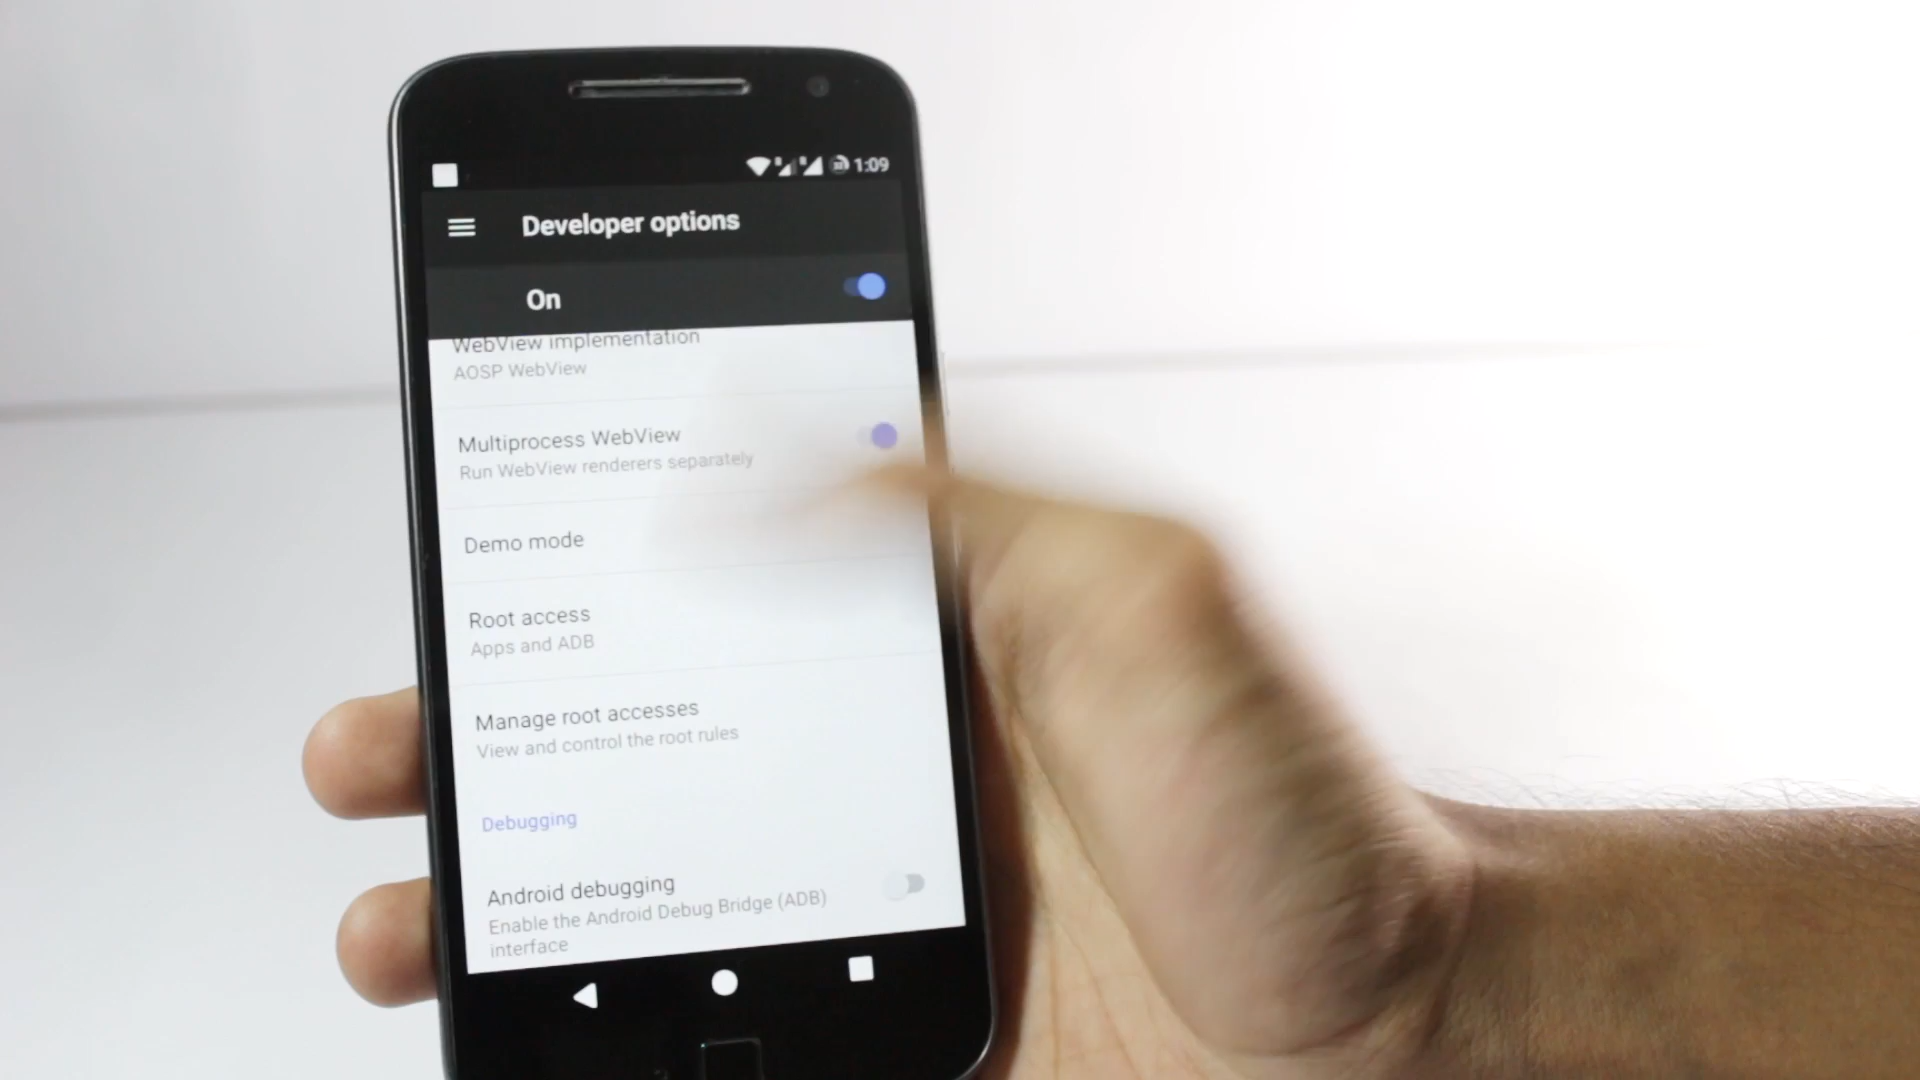 1:09
Developer options
On
WebView implementation
AOSP WebView
Multiprocess WebView
Run WebView renderers separately
Demo mode
Root access
Apps and ADB
Manage root accesses
View and control the root rules
Debugging
Android debugging
Enable the Android Debug Bridge (ADB)
interface